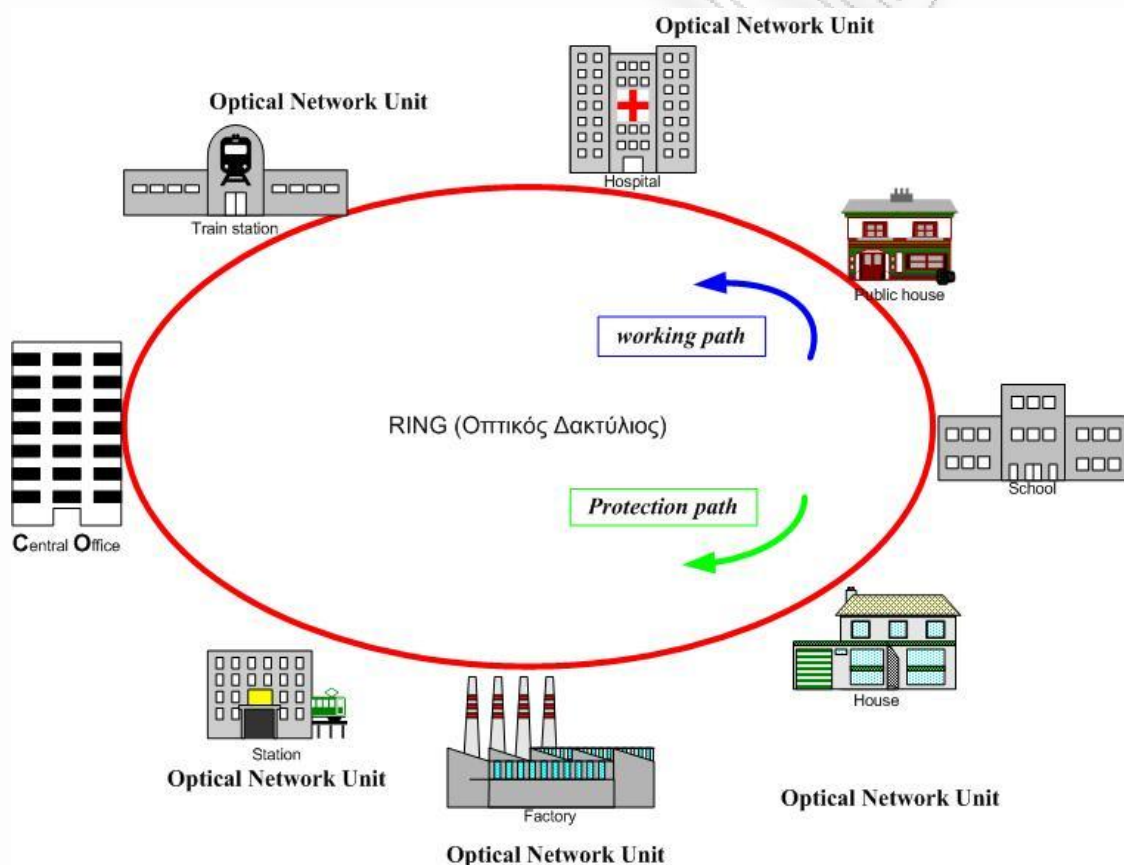 Optical Network Unit
Hospital
Optical Network Unit
Train station
Public house
working path
RING (Οπτικός Δακτύλιος)
School
Protection path
Central Office
House
Station
Optical Network Unit
Optical Network Unit
Factory
Optical Network Unit